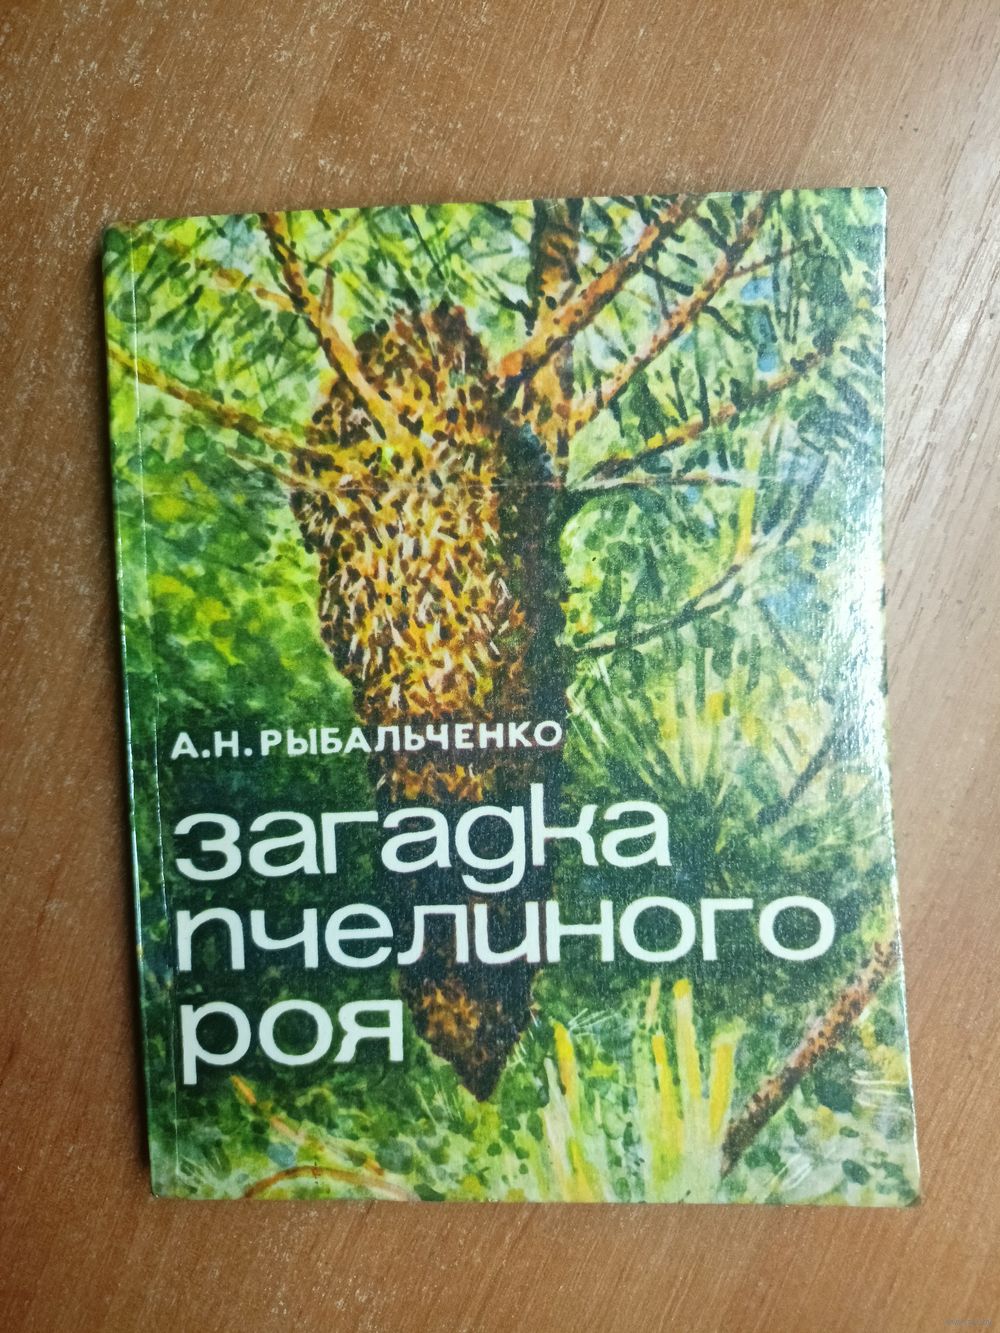 А.Н.РЫБАЛЬЧЕНКО
загадка
пчелиного
роя